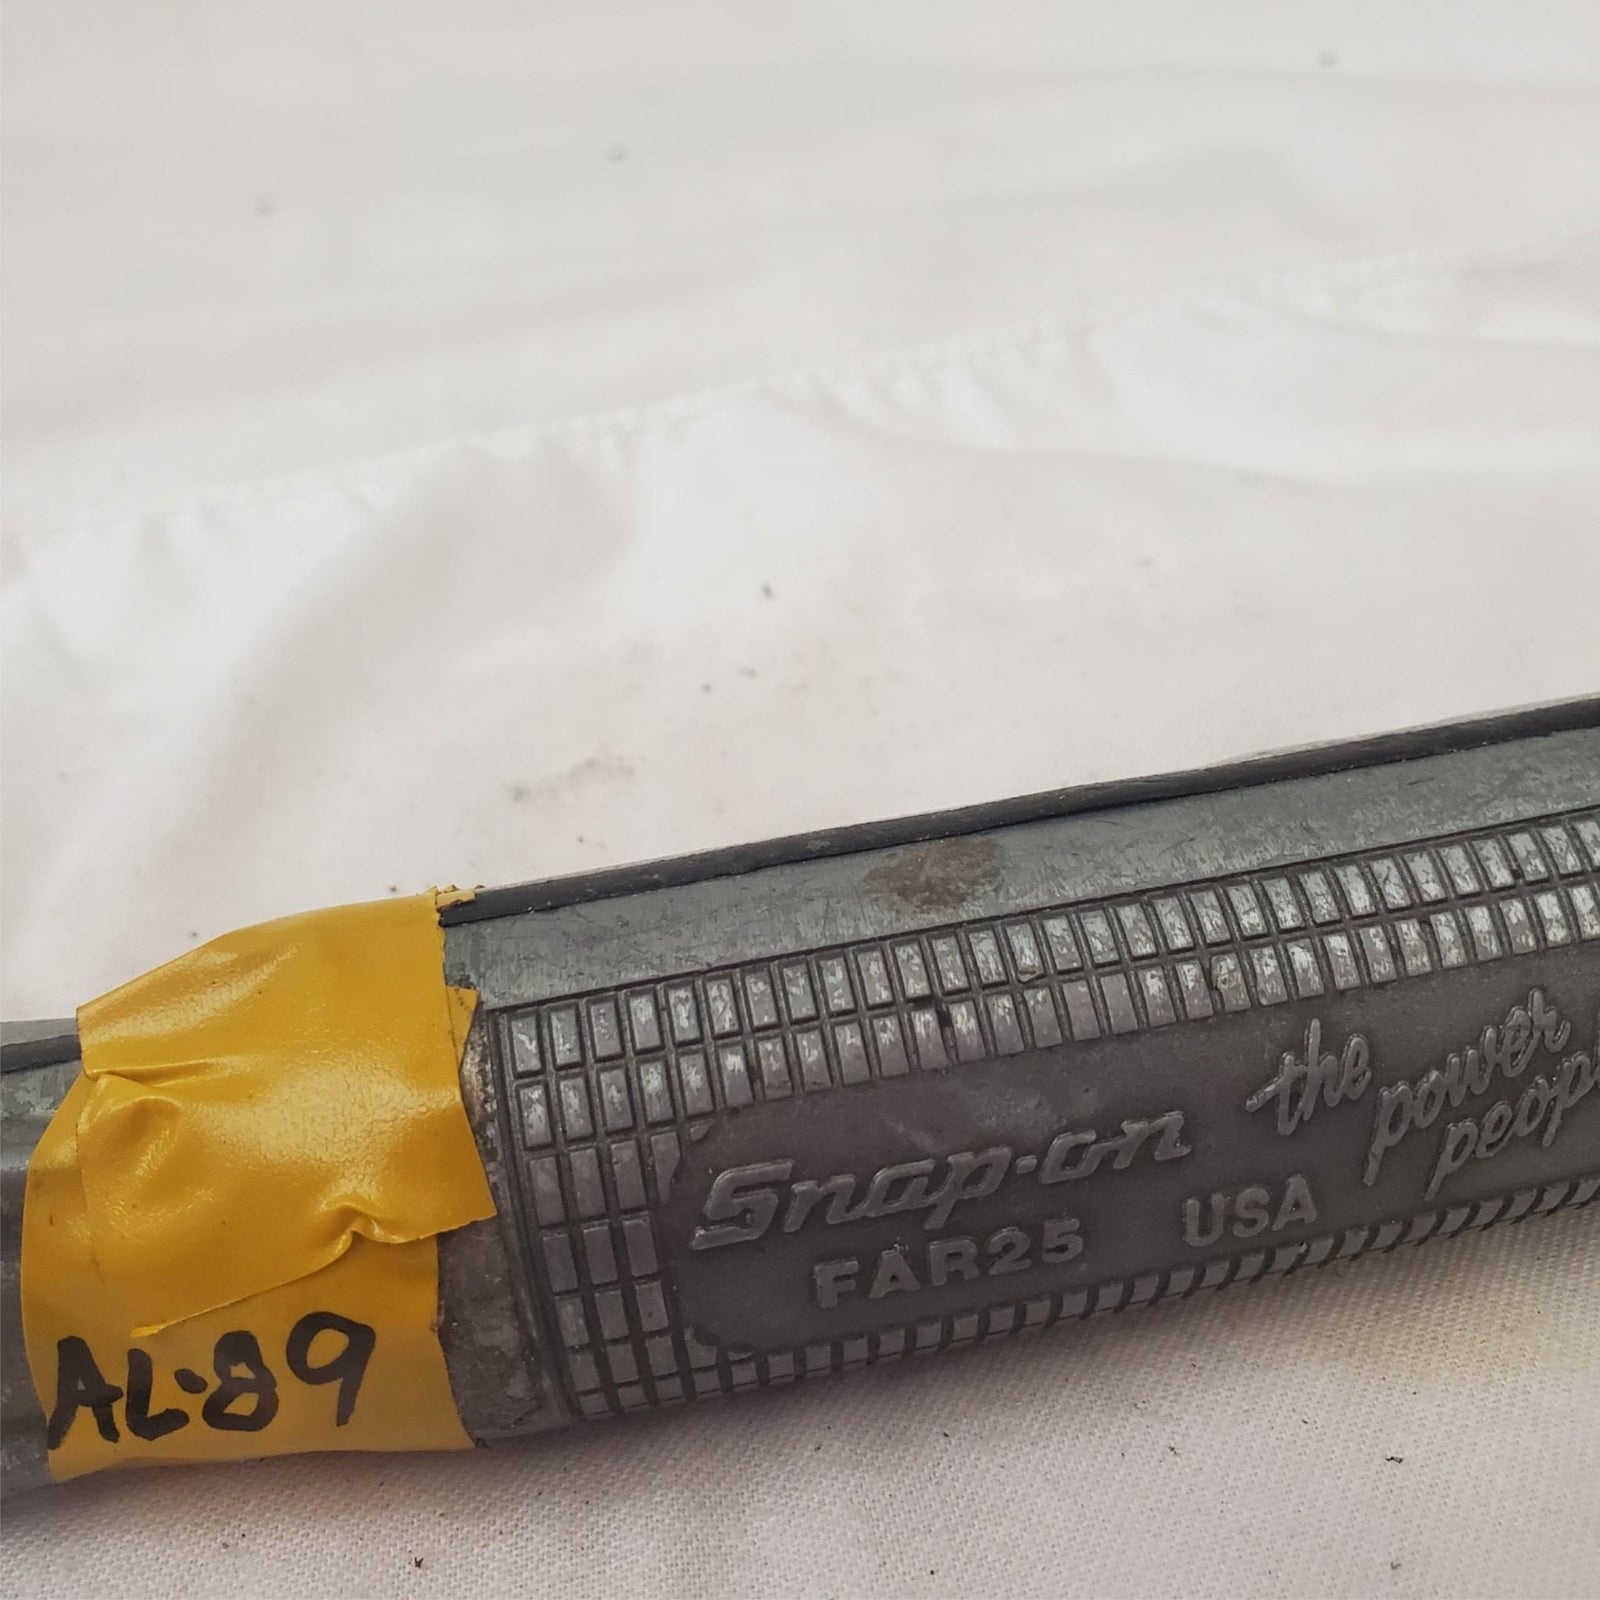 the
power
Snap-on
FAR25 USA
AL-89